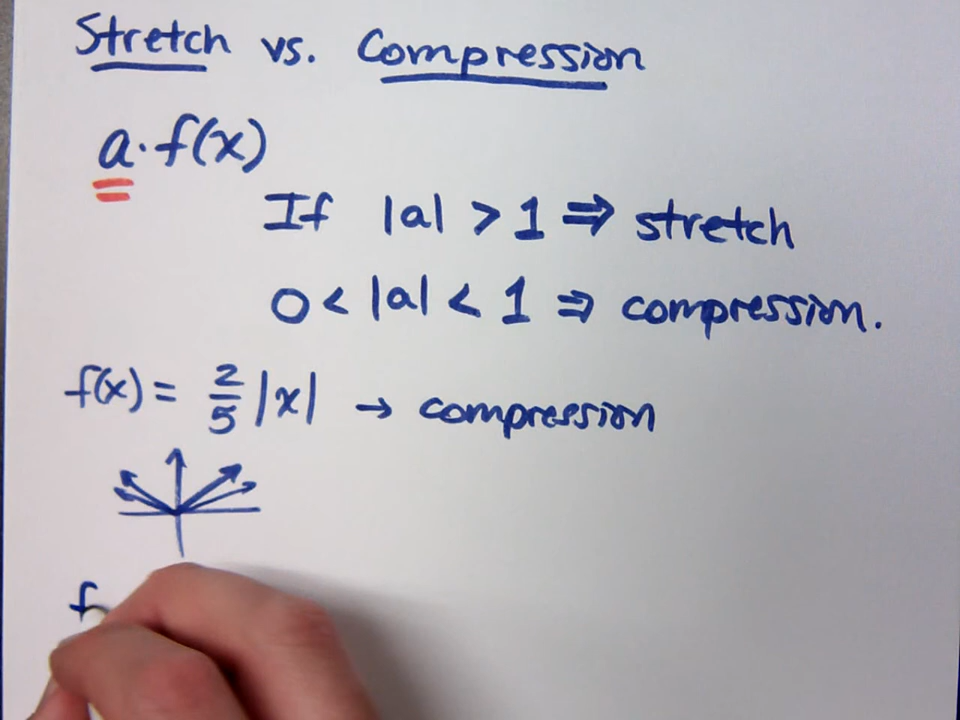 Stretch vs. Compression
a·f(x)
If |a| > 1 ⇒ stretch
0 < |a| < 1 ⇒ compression.
f(x) = 2/5 |x| → compression
f